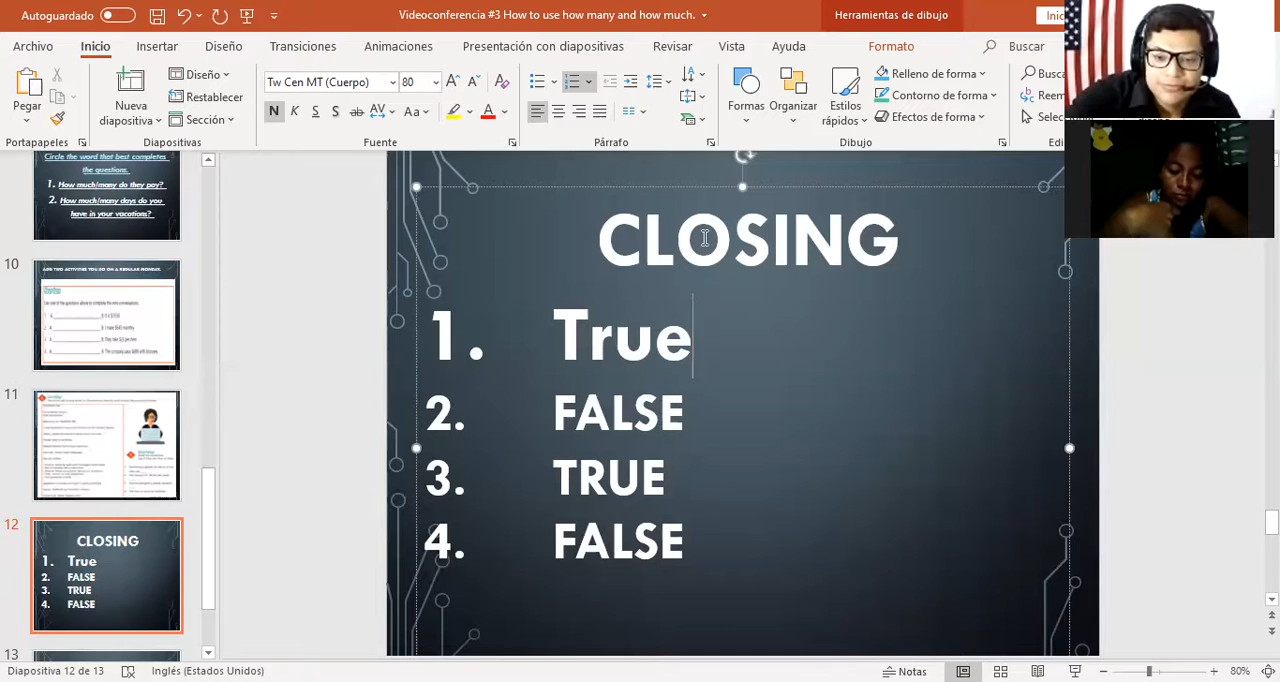 Autoguardado
Videoconferencia #3 How to use how many and how much.
Herramientas de dibujo
Archivo Inicio Insertar Diseño Transiciones Animaciones Presentación con diapositivas Revisar Vista Ayuda Formato Buscar
Pegar
Nueva diapositiva
Diseño
Restablecer
Sección
Tw Cen MT (Cuerpo) 80
N K S S ab AV Aa A
Formas Organizar Estilos rápidos
Relleno de forma
Contorno de forma
Efectos de forma
Portapapeles Diapositivas Fuente Párrafo Dibujo
Circle the word that best completes
the questions.
1. How much/many do they pay?
2. How much/many days do you
have in your vacations?
10
11
12
CLOSING
1. True
2. FALSE
3. TRUE
4. FALSE
13
CLOSING
1. True
2. FALSE
3. TRUE
4. FALSE
Diapositiva 12 de 13 Inglés (Estados Unidos) Notas 80%